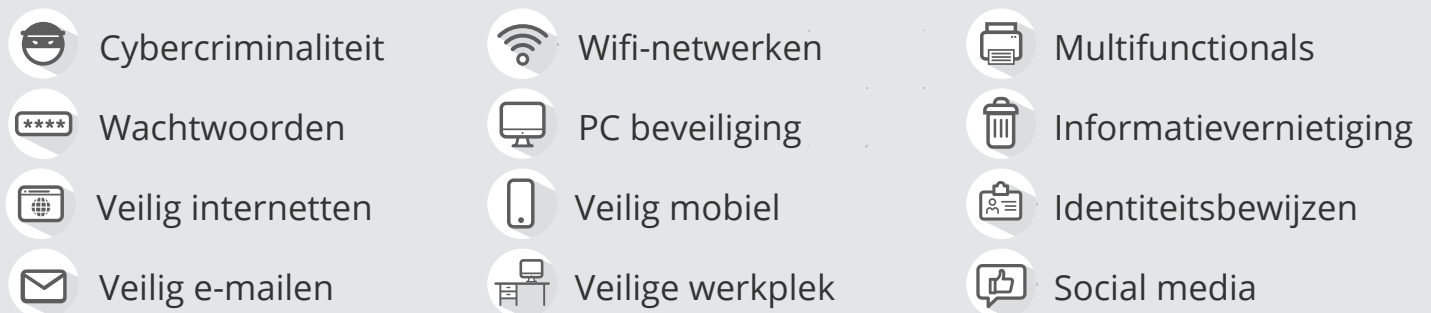 Cybercriminaliteit
Wachtwoorden
Veilig internetten
Veilig e-mailen
Wifi-netwerken
PC beveiliging
Veilig mobiel
Veilige werkplek
Multifunctionals
Informatievernietiging
Identiteitsbewijzen
Social media